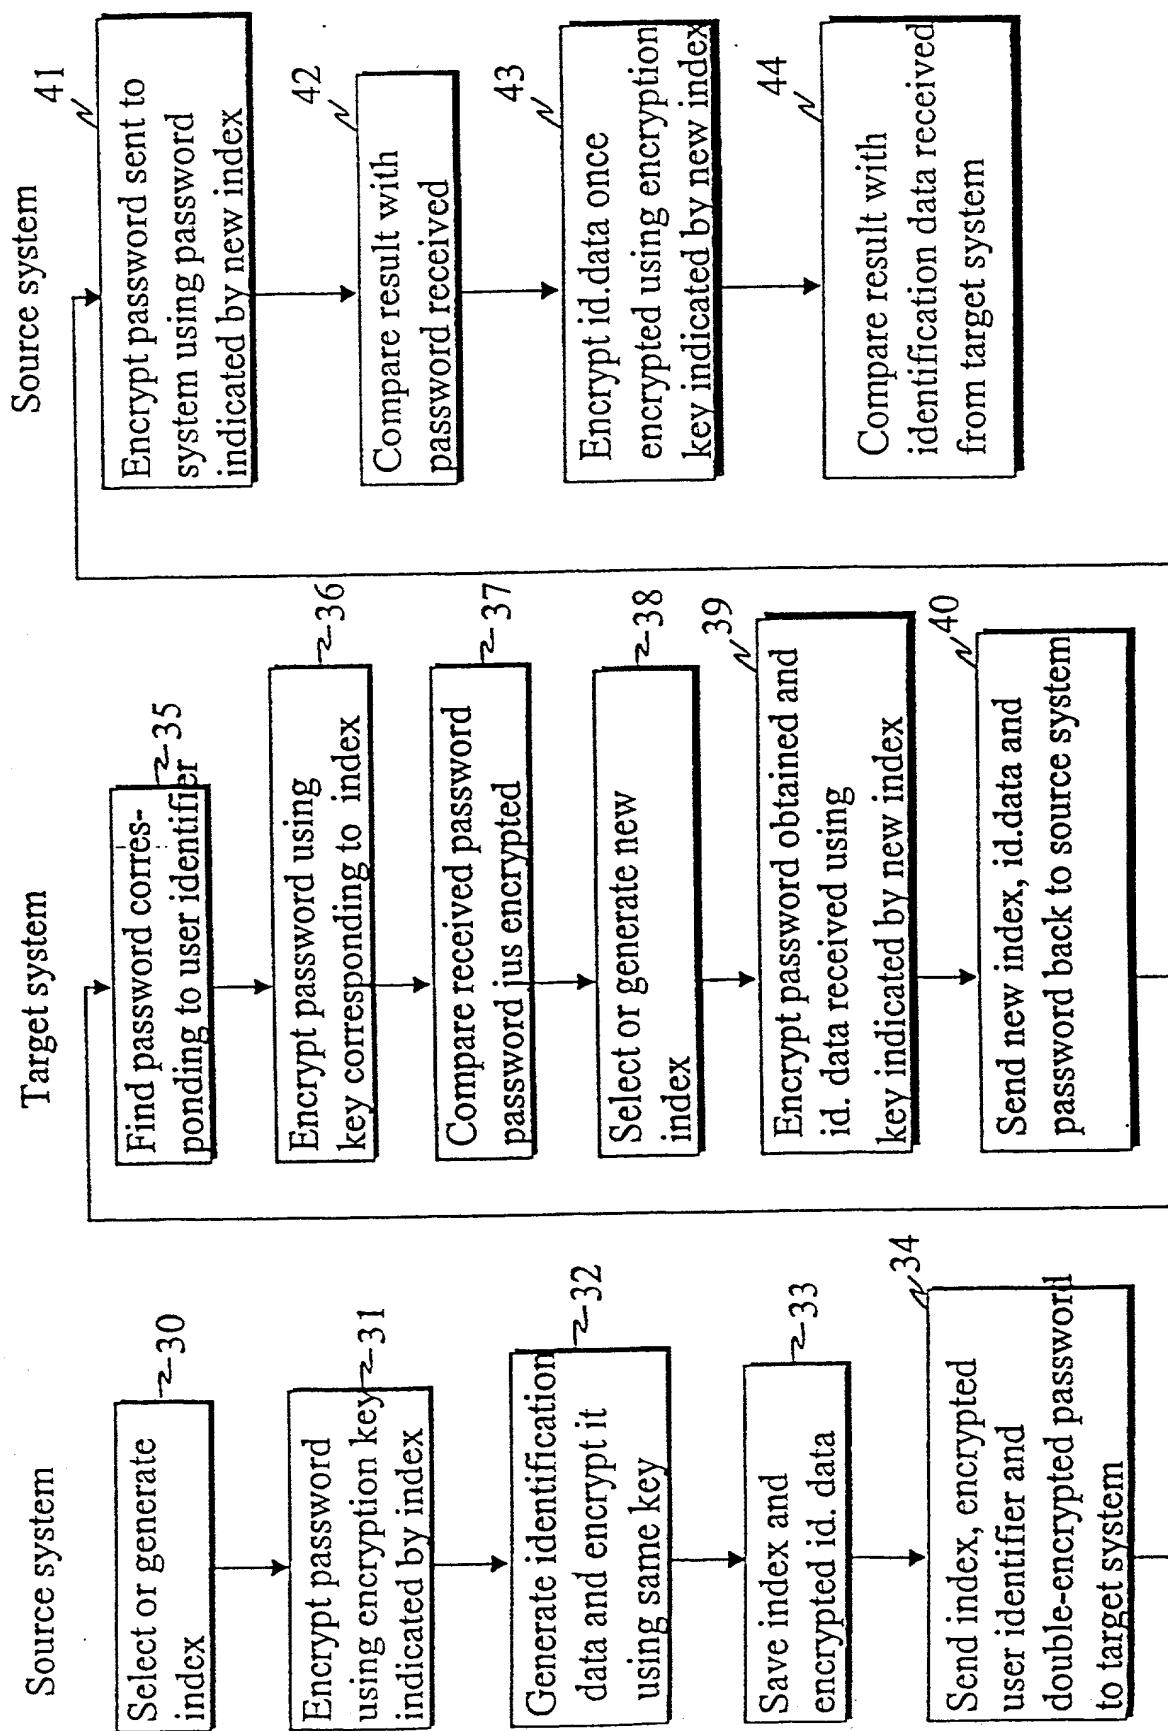 Source system
Select or generate
index
30
Encrypt password
using encryption key
indicated by index
31
Generate identification
data and encrypt it
using same key
32
Save index and
encrypted id. data
33
Send index, encrypted
user identifier and
double-encrypted password
to target system
34
Target system
Find password corres-
ponding to user identifier
35
Encrypt password using
key corresponding to index
36
Compare received password
password jus encrypted
37
Select or generate new
index
38
Encrypt password obtained and
id. data received using
key indicated by new index
39
Send new index, id.data and
password back to source system
40
Source system
Encrypt password sent to
system using password
indicated by new index
41
Compare result with
password received
42
Encrypt id.data once
encrypted using encryption
key indicated by new index
43
Compare result with
identification data received
from target system
44